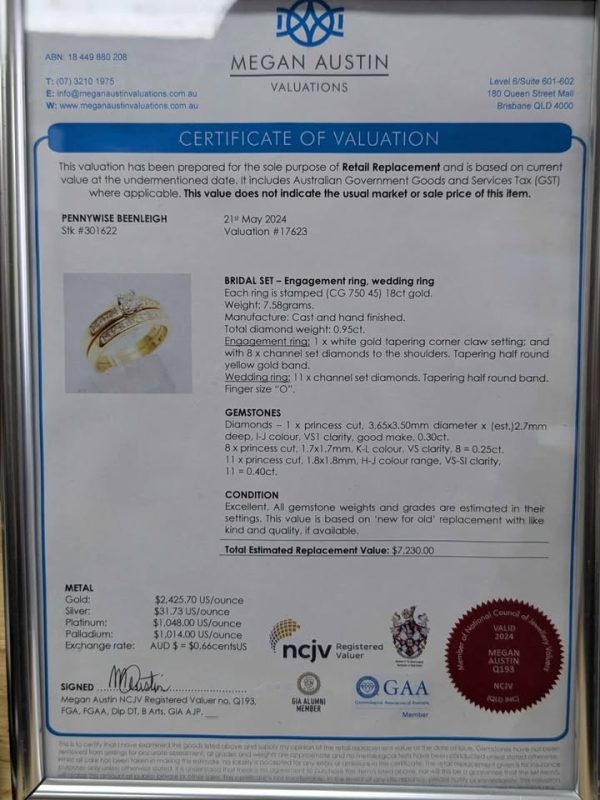 ABN: 18 449 880 208
T: (07) 3210 1975
E: info@meganaustinvaluations.com.au
W: www.meganaustinvaluations.com.au
MEGAN AUSTIN
VALUATIONS
Level 6/Suite 601-602
180 Queen Street Mall
Brisbane QLD 4000
CERTIFICATE OF VALUATION
This valuation has been prepared for the sole purpose of Retail Replacement and is based on current
value at the undermentioned date. It includes Australian Government Goods and Services Tax (GST)
where applicable. This value does not indicate the usual market or sale price of this item.
PENNYWISE BEENLEIGH
Stk #301622
21st May 2024
Valuation #17623
BRIDAL SET – Engagement ring, wedding ring
Each ring is stamped (CG 750 45) 18ct gold.
Weight: 7.58grams.
Manufacture: Cast and hand finished.
Total diamond weight: 0.95ct.
Engagement ring: 1 x white gold tapering corner claw setting; and
with 8 x channel set diamonds to the shoulders. Tapering half round
yellow gold band.
Wedding ring: 11 x channel set diamonds. Tapering half round band.
Finger size "O".
GEMSTONES
Diamonds – 1 x princess cut, 3.65x3.50mm diameter x (est.)2.7mm
deep, I-J colour, VS1 clarity, good make, 0.30ct.
8 x princess cut, 1.7x1.7mm, K-L colour, VS clarity, 8 = 0.25ct.
11 x princess cut, 1.8x1.8mm, H-J colour range, VS-SI clarity,
11 = 0.40ct.
CONDITION
Excellent. All gemstone weights and grades are estimated in their
settings. This value is based on 'new for old' replacement with like
kind and quality, if available.
Total Estimated Replacement Value: $7,230.00
METAL
Gold: $2,425.70 US/ounce
Silver: $31.73 US/ounce
Platinum: $1,048.00 US/ounce
Palladium: $1,014.00 US/ounce
Exchange rate: AUD $ = $0.66centsUS
ncjv Registered
Valuer
GIA ALUMNI
MEMBER
GAA
Gemmological Association of Australia
Member
Member of National Council of Jewellery Valuers
VALID
2024
MEGAN
AUSTIN
Q193
NCJV
(QLD INC)
SIGNED MAustin
Megan Austin NCJV Registered Valuer no. Q193,
FGA, FGAA, Dip DT, B Arts, GIA AJP.